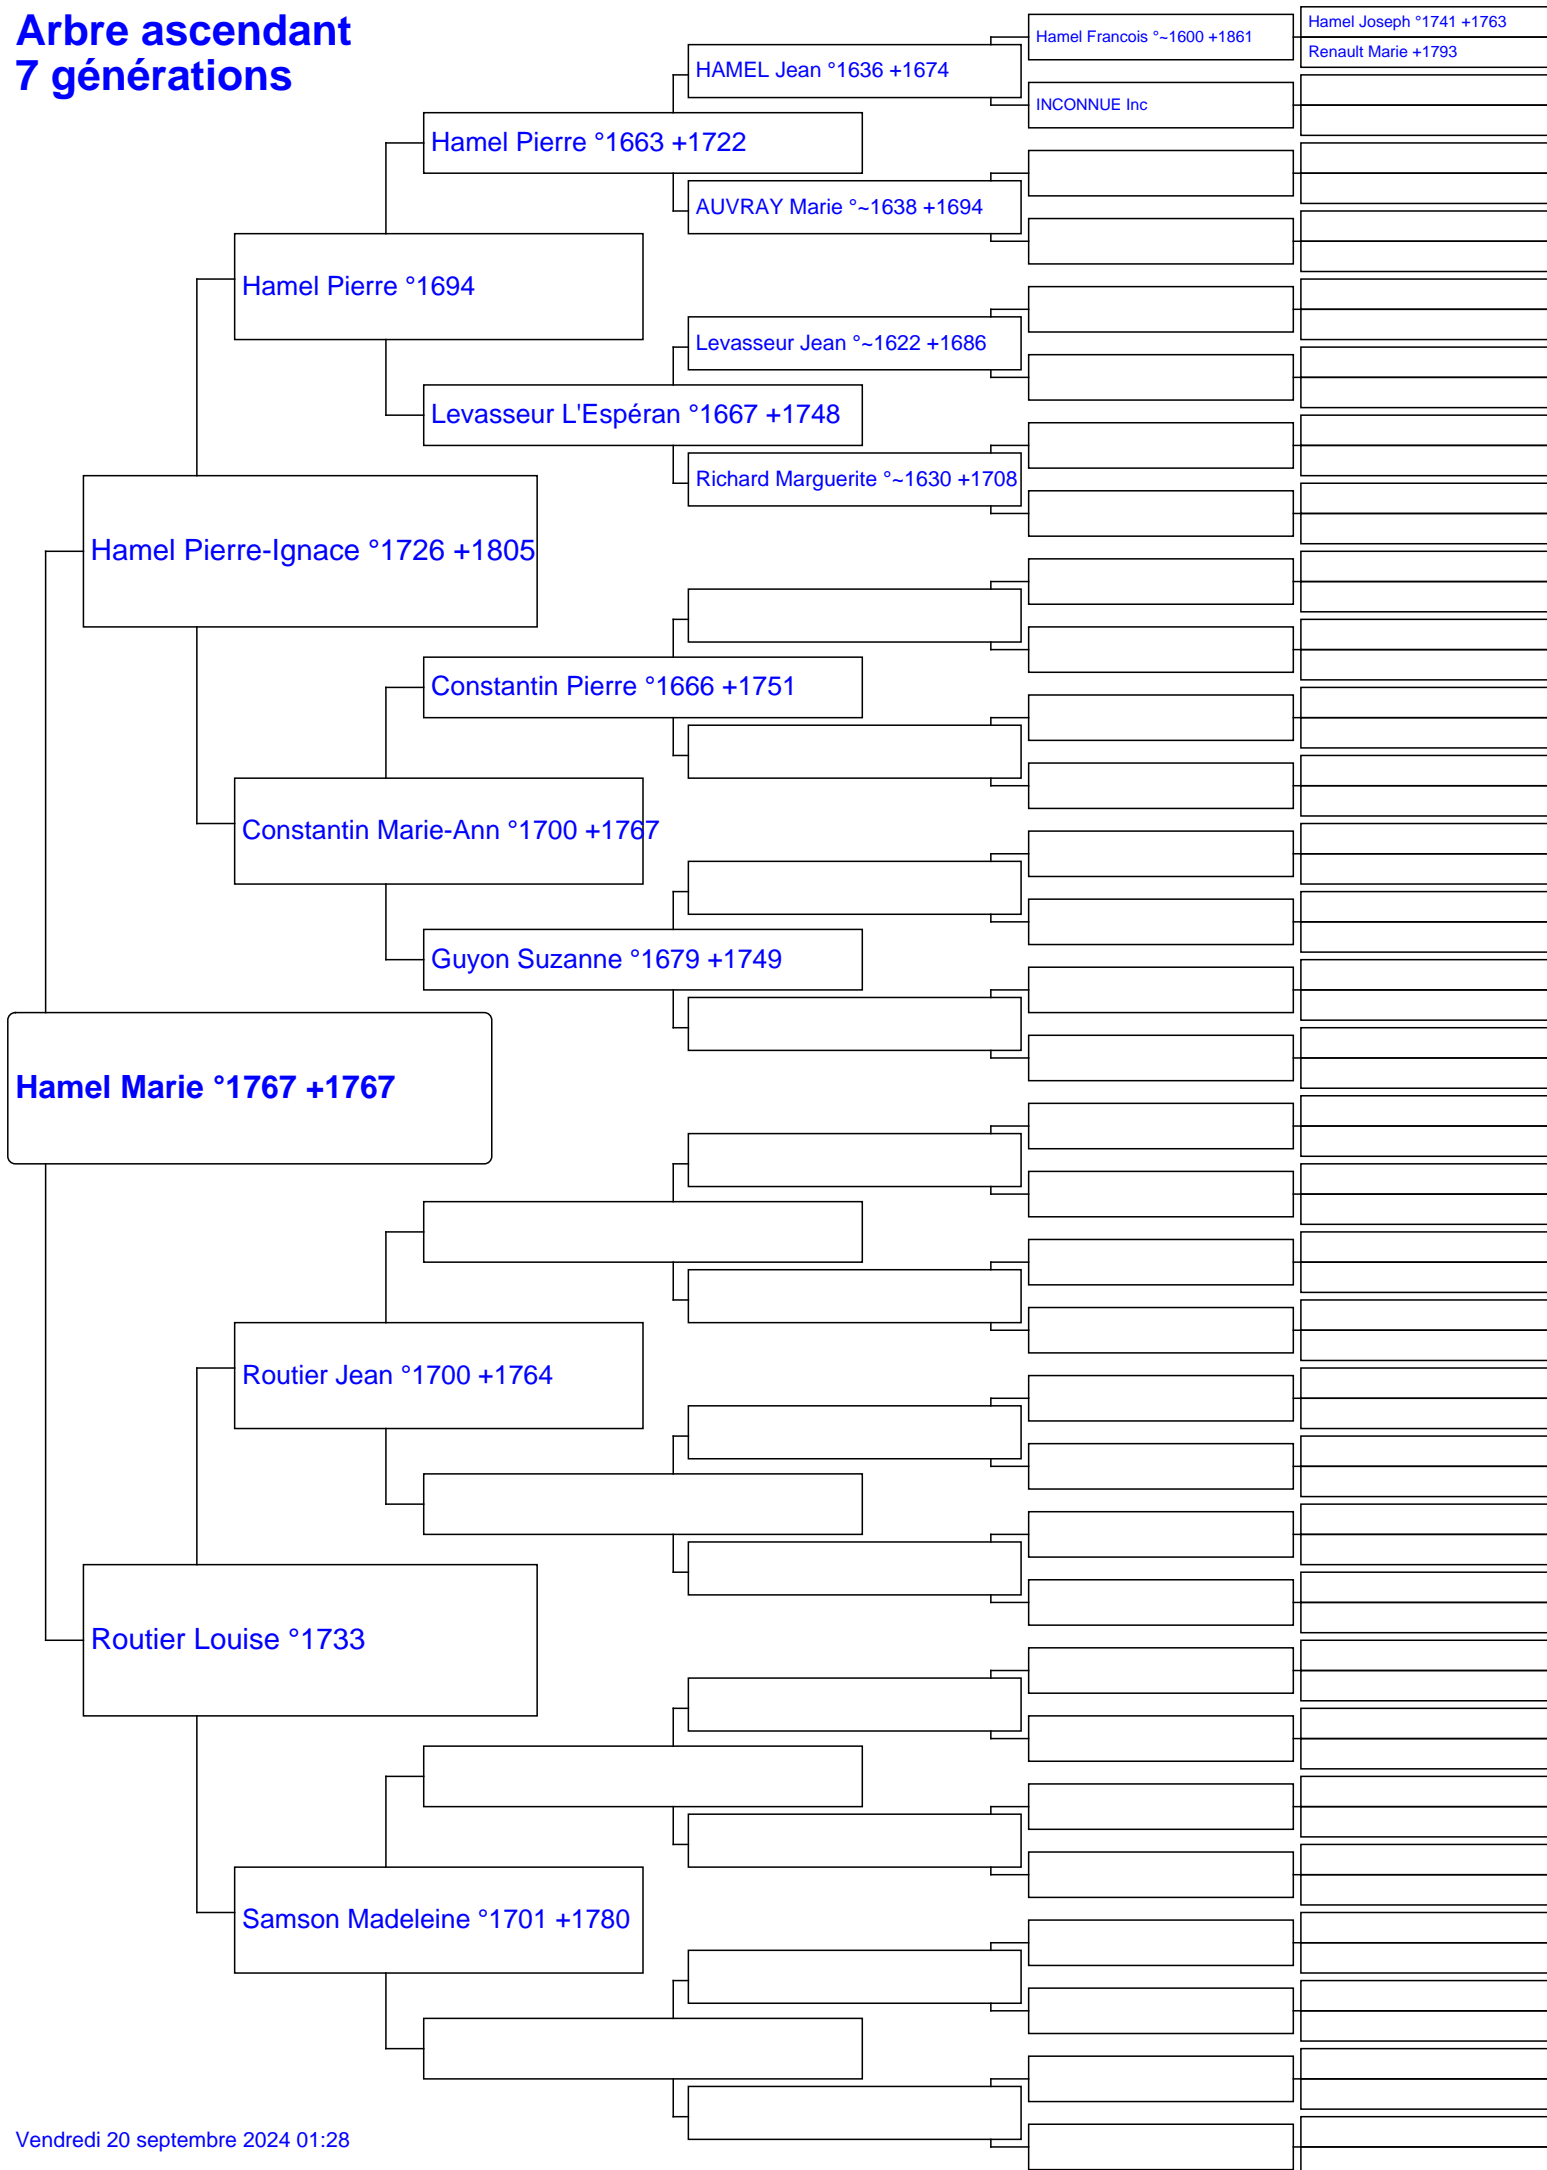 Arbre ascendant
7 générations
Hamel Joseph °1741 +1763
Hamel Francois °~1600 +1861
Renault Marie +1793
HAMEL Jean °1636 +1674
INCONNUE Inc
Hamel Pierre °1663 +1722
AUVRAY Marie °~1638 +1694
Hamel Pierre °1694
Levasseur Jean °~1622 +1686
Levasseur L'Espéran °1667 +1748
Richard Marguerite °~1630 +1708
Hamel Pierre-Ignace °1726 +1805
Constantin Pierre °1666 +1751
Constantin Marie-Ann °1700 +1767
Guyon Suzanne °1679 +1749
Hamel Marie °1767 +1767
Routier Jean °1700 +1764
Routier Louise °1733
Samson Madeleine °1701 +1780
Vendredi 20 septembre 2024 01:28